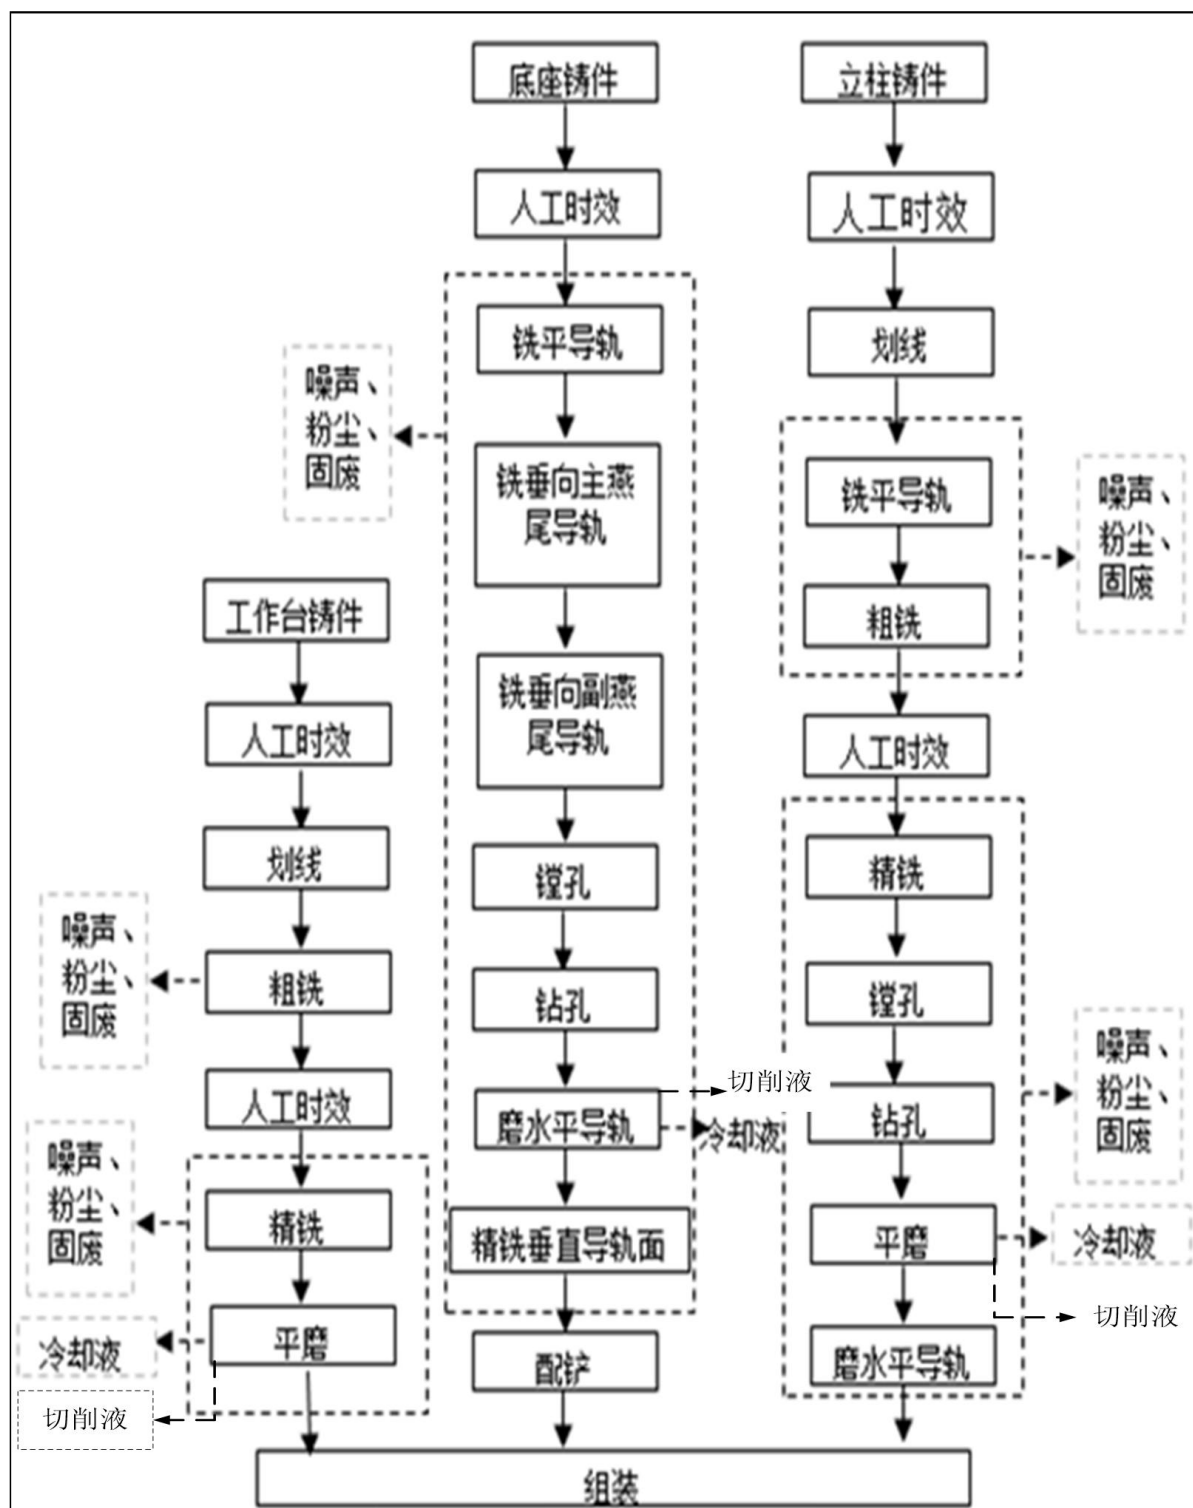 底座铸件
立柱铸件
人工时效
人工时效
铣平导轨
划线
噪声、
粉尘、
固废
铣垂向主燕
尾导轨
铣平导轨
噪声、
粉尘、
固废
工作台铸件
粗铣
铣垂向副燕
尾导轨
人工时效
人工时效
划线
镗孔
精铣
噪声、
粉尘、
固废
粗铣
钻孔
镗孔
噪声、
粉尘、
固废
人工时效
磨水平导轨
切削液
冷却液
钻孔
噪声、
粉尘、
固废
精铣
精铣垂直导轨面
平磨
冷却液
切削液
平磨
冷却液
切削液
配铲
磨水平导轨
组装